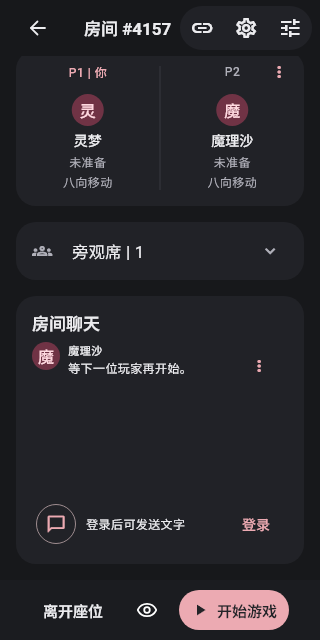 房间 #4157
P1 | 你
P2
灵
魔
灵梦
魔理沙
未准备
未准备
八向移动
八向移动
旁观席 | 1
房间聊天
魔
魔理沙
等下一位玩家再开始。
登录后可发送文字
登录
离开座位
开始游戏